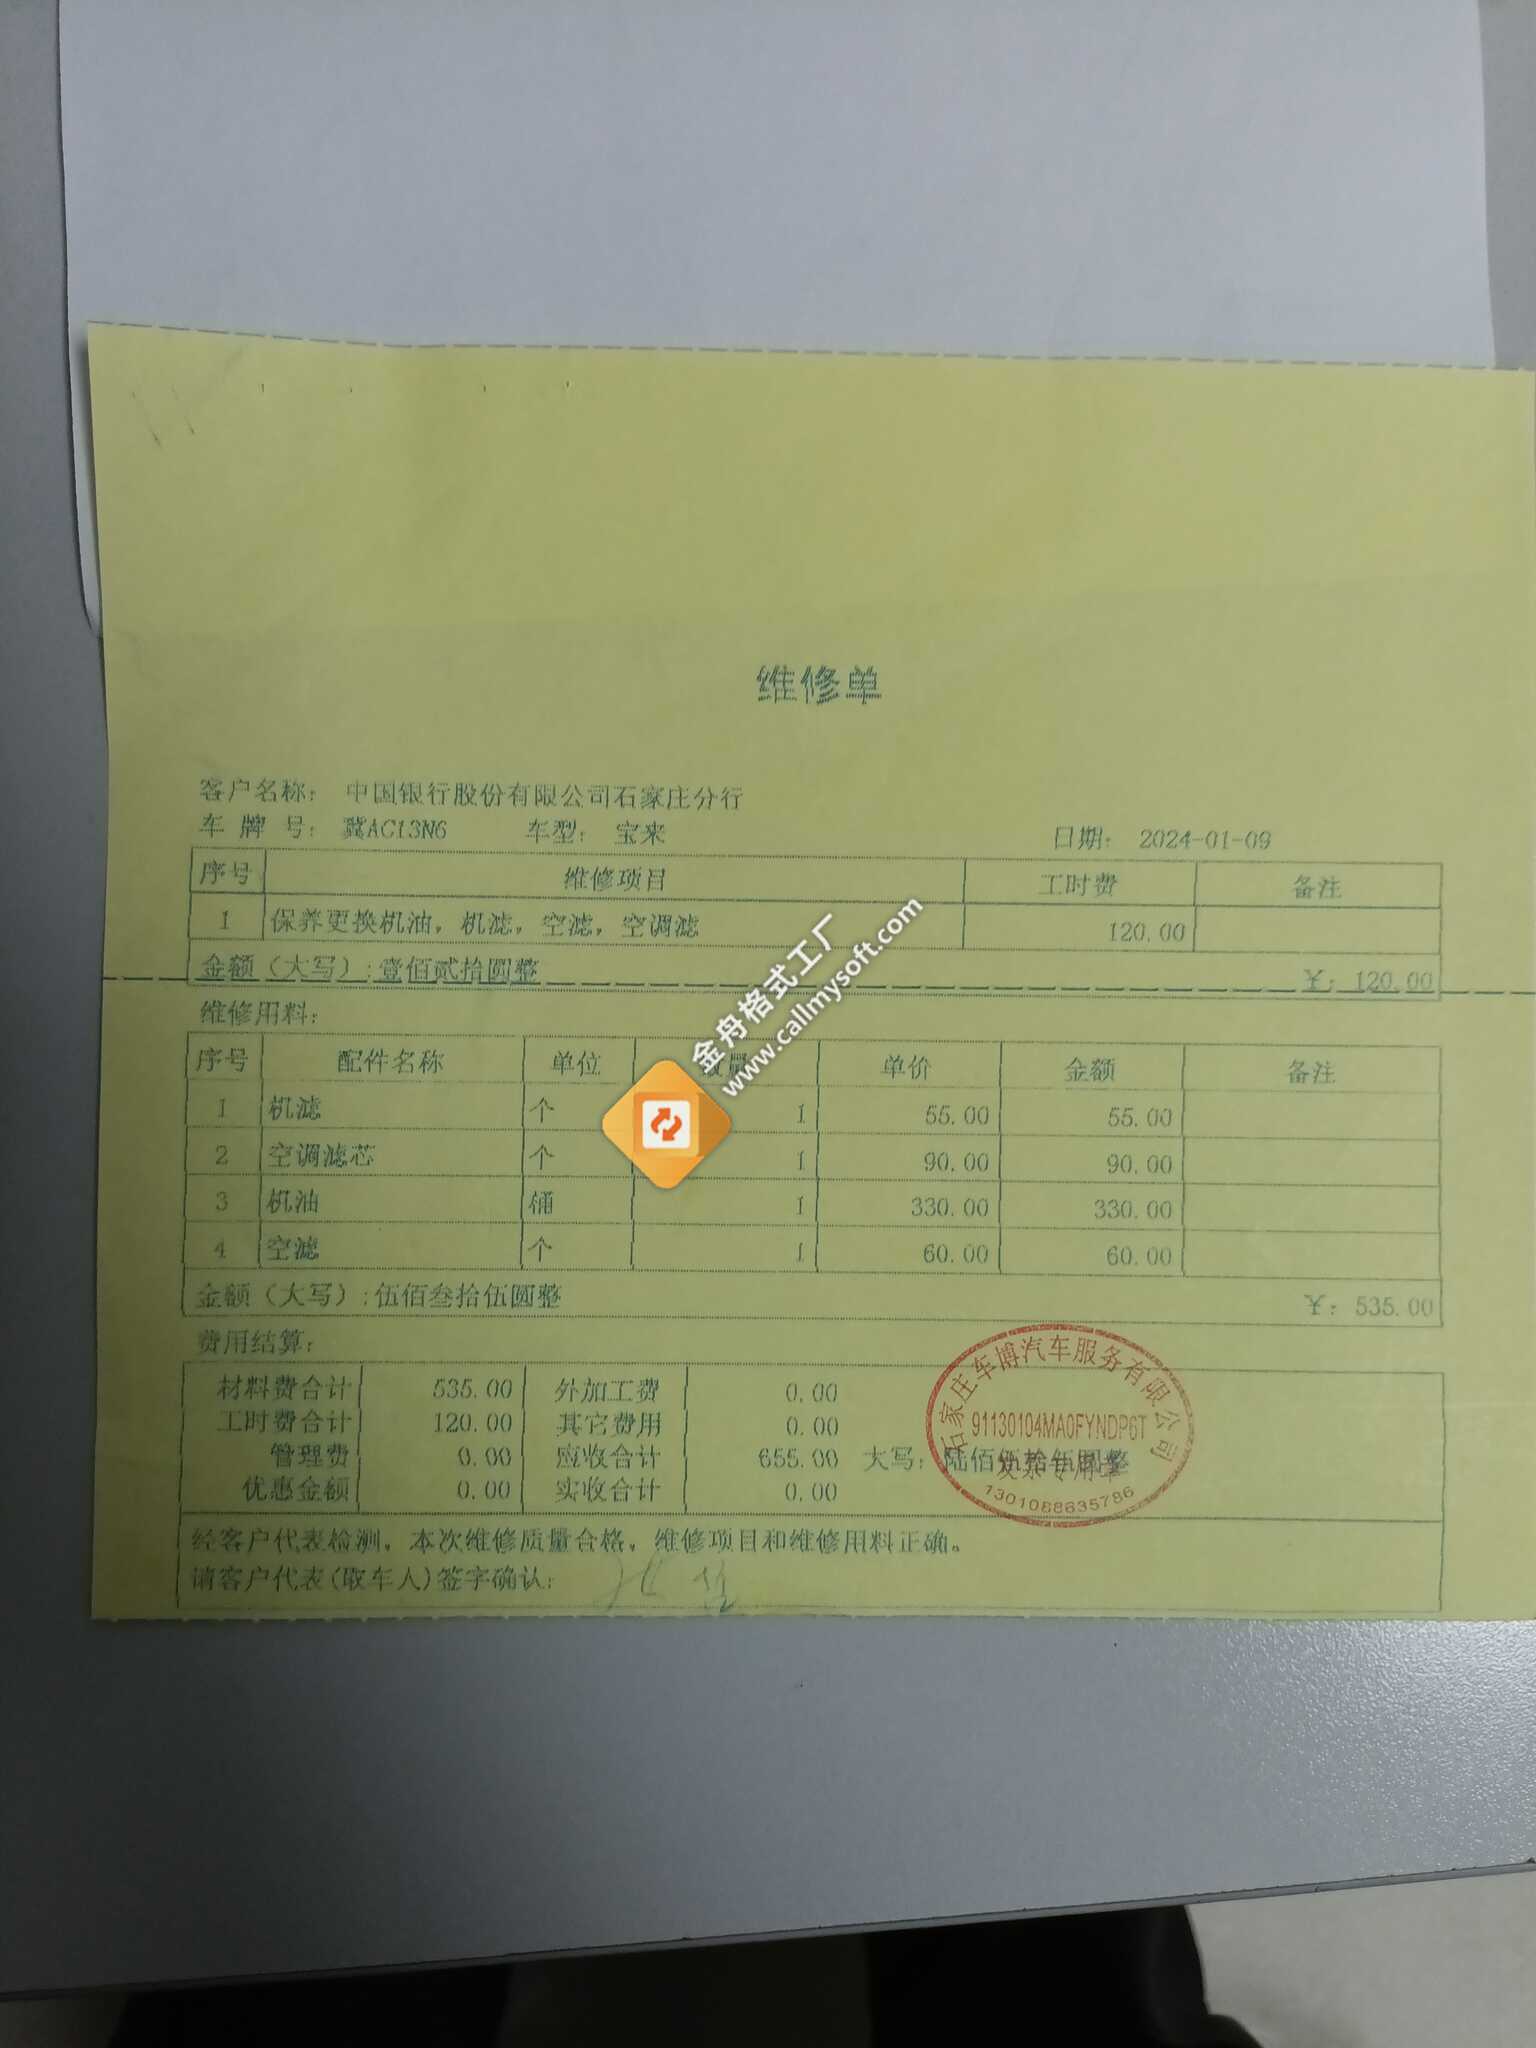 维修单
客户名称： 中国银行股份有限公司石家庄分行
车 牌 号： 冀AC13N6 车型： 宝来 日期： 2024-01-09
序号 维修项目 工时费 备注
1 保养更换机油，机滤，空滤，空调滤 120.00
金额（大写）:壹佰贰拾圆整 ￥：120.00
维修用料：
序号 配件名称 单位 数量 单价 金额 备注
1 机滤 个 1 55.00 55.00
2 空调滤芯 个 1 90.00 90.00
3 机油 桶 1 330.00 330.00
4 空滤 个 1 60.00 60.00
金额（大写）:伍佰叁拾伍圆整 ￥：535.00
费用结算：
材料费合计 535.00 外加工费 0.00
工时费合计 120.00 其它费用 0.00
管理费 0.00 应收合计 655.00 大写：陆佰伍拾伍圆整
优惠金额 0.00 实收合计 0.00
石家庄车博汽车服务有限公司
91130104MA0FYNDP6T
发票专用章
1301088635786
经客户代表检测，本次维修质量合格，维修项目和维修用料正确。
请客户代表(取车人)签字确认：
金舟格式工厂
www.callmysoft.com